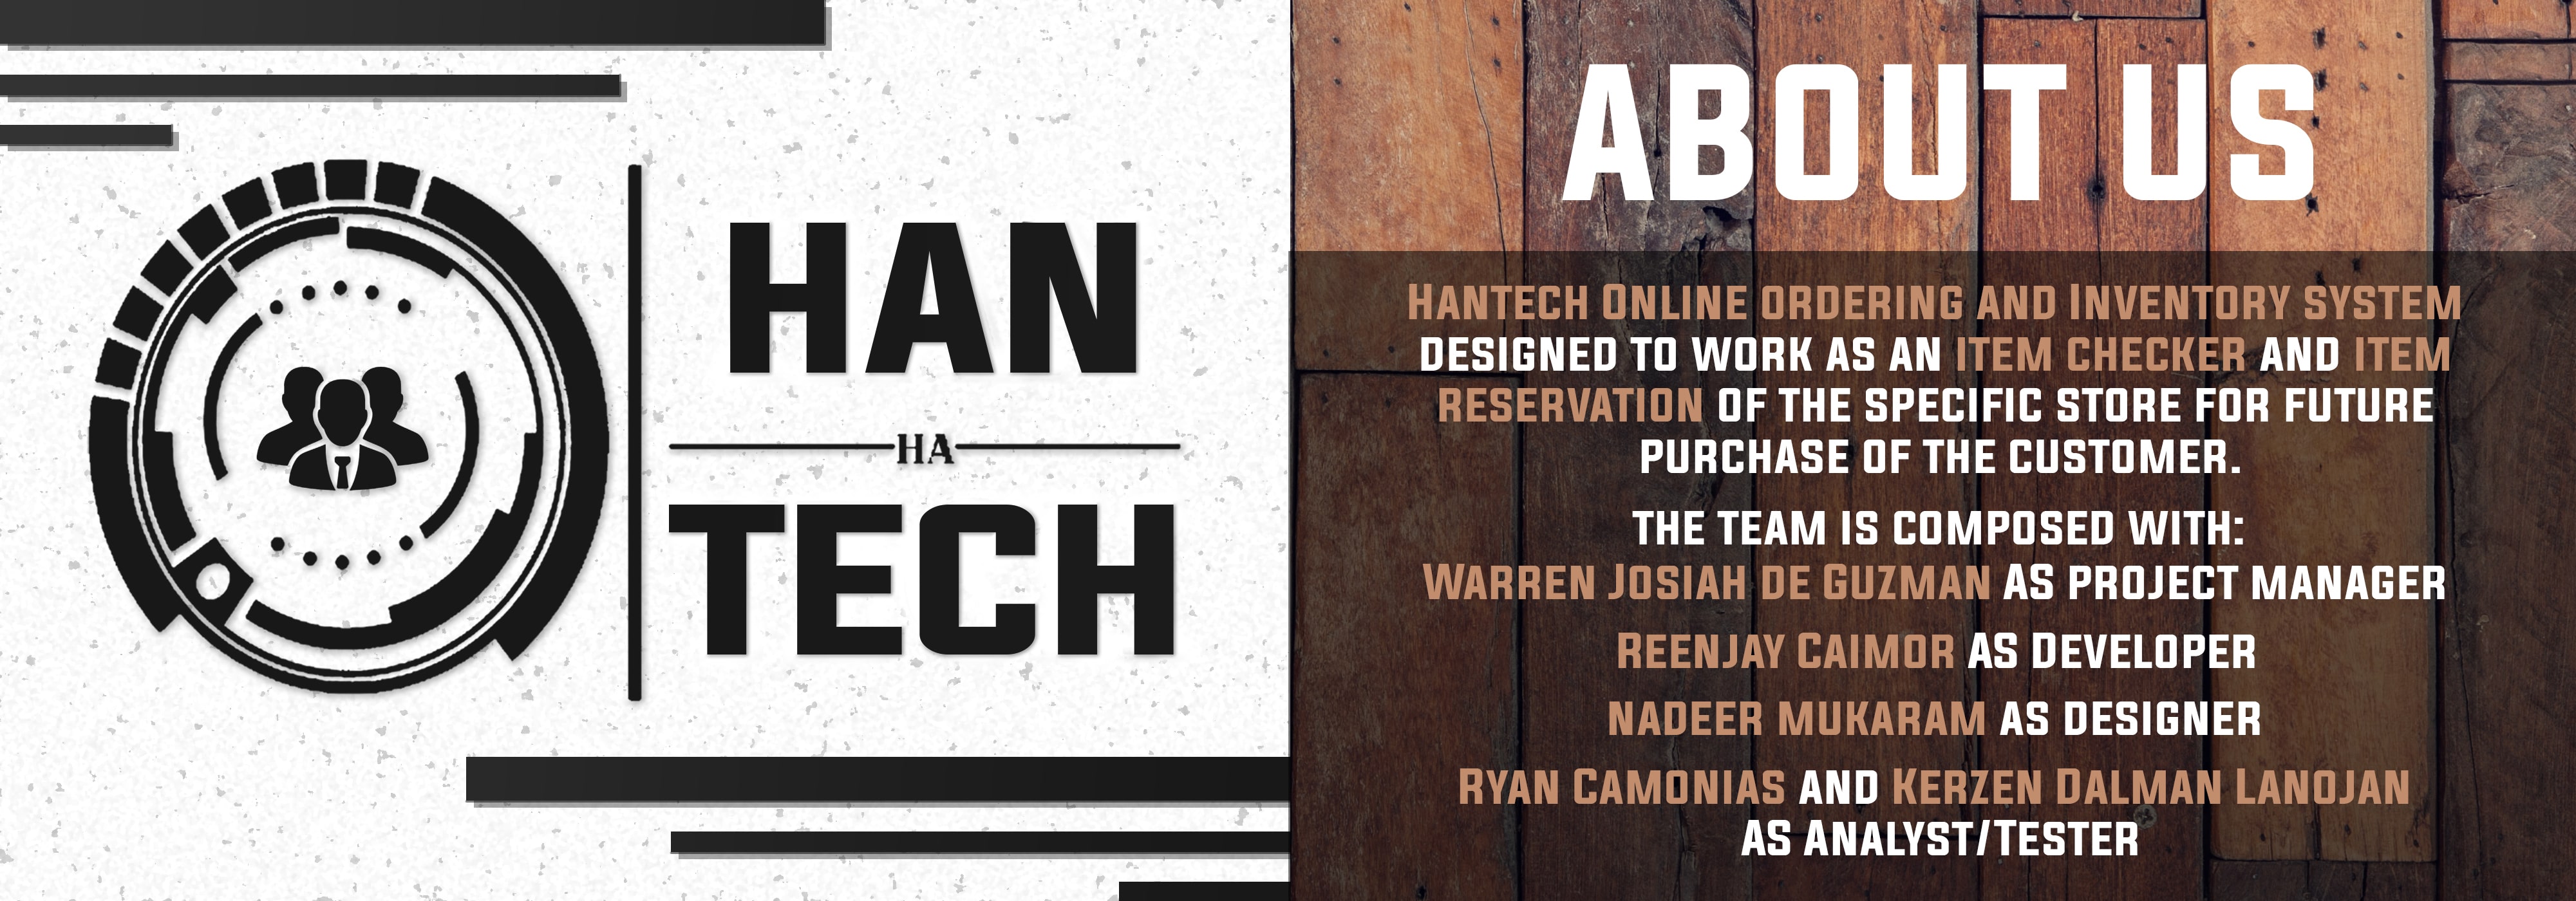 HAN
HA
TECH
ABOUT US
Hantech Online ordering and Inventory system
designed to work as an item checker and item
reservation of the specific store for future
purchase of the customer.
the team is composed with:
Warren Josiah de Guzman as project manager
Reenjay Caimor as Developer
nadeer mukaram as designer
Ryan Camonias and Kerzen Dalman Lanojan
as Analyst/Tester